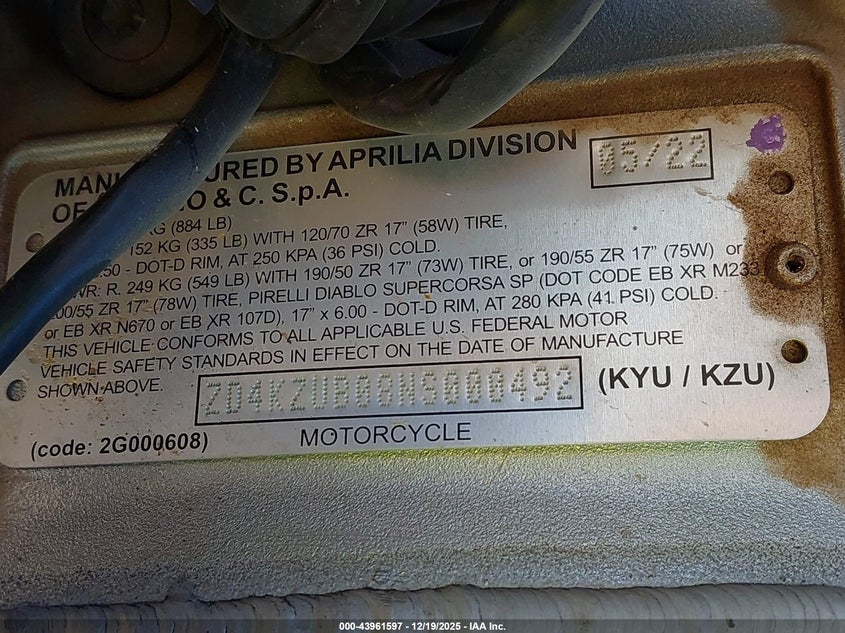 MANU URED BY APRILIA DIVISION
05/22
OF O & C. S.p.A.
KG (884 LB)
152 KG (335 LB) WITH 120/70 ZR 17" (58W) TIRE,
.50 - DOT-D RIM, AT 250 KPA (36 PSI) COLD.
WR: R. 249 KG (549 LB) WITH 190/50 ZR 17" (73W) TIRE, or 190/55 ZR 17" (75W) or
00/55 ZR 17" (78W) TIRE, PIRELLI DIABLO SUPERCORSA SP (DOT CODE EB XR M233
or EB XR N670 or EB XR 107D), 17" x 6.00 - DOT-D RIM, AT 280 KPA (41 PSI) COLD.
THIS VEHICLE CONFORMS TO ALL APPLICABLE U.S. FEDERAL MOTOR
VEHICLE SAFETY STANDARDS IN EFFECT ON THE DATE OF MANUFACTURE
SHOWN ABOVE.
ZD4KZUB08NS000492
(KYU / KZU)
(code: 2G000608)
MOTORCYCLE
000-43961597 - 12/19/2025 - IAA Inc.